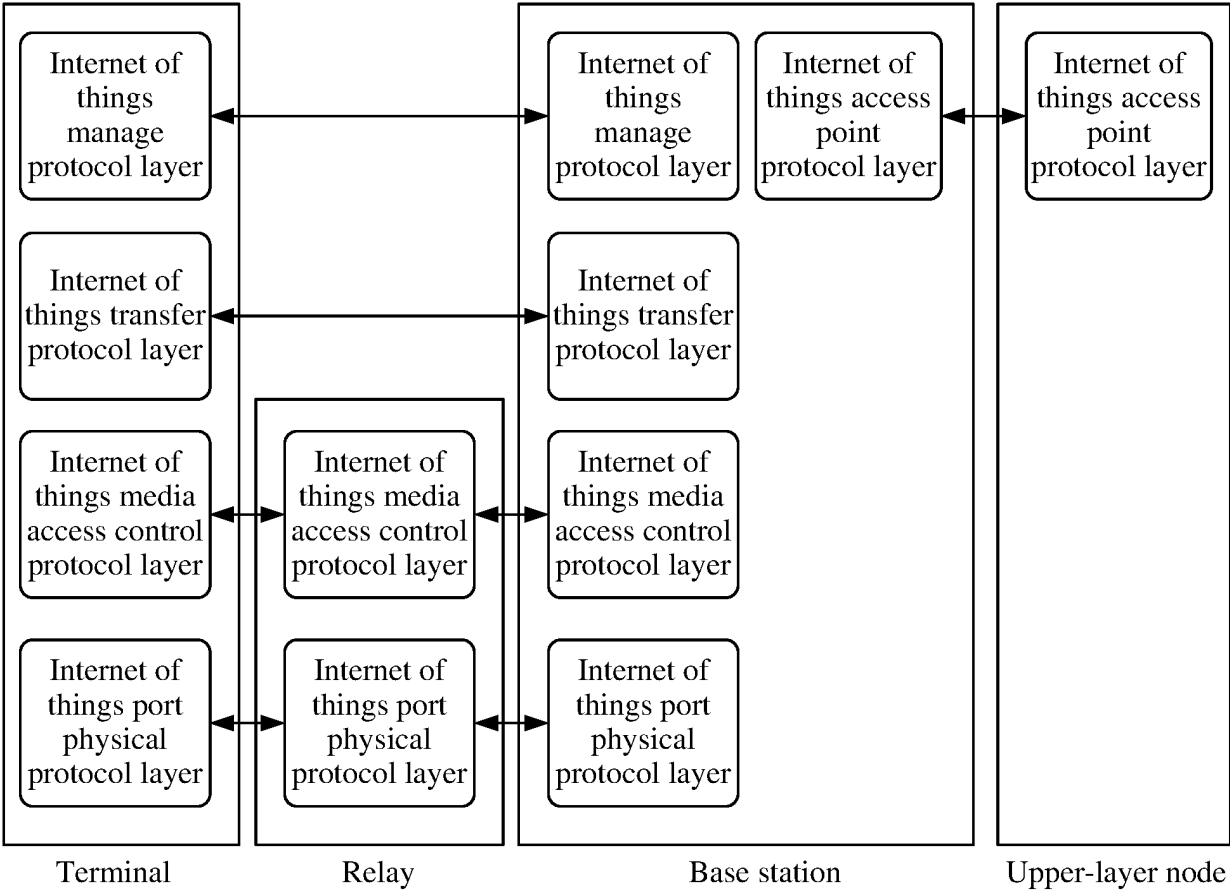 Internet of
things
manage
protocol layer
Internet of
things
manage
protocol layer
Internet of
things access
point
protocol layer
Internet of
things access
point
protocol layer
Internet of
things transfer
protocol layer
Internet of
things transfer
protocol layer
Internet of
things media
access control
protocol layer
Internet of
things media
access control
protocol layer
Internet of
things media
access control
protocol layer
Internet of
things port
physical
protocol layer
Internet of
things port
physical
protocol layer
Internet of
things port
physical
protocol layer
Terminal
Relay
Base station
Upper-layer node